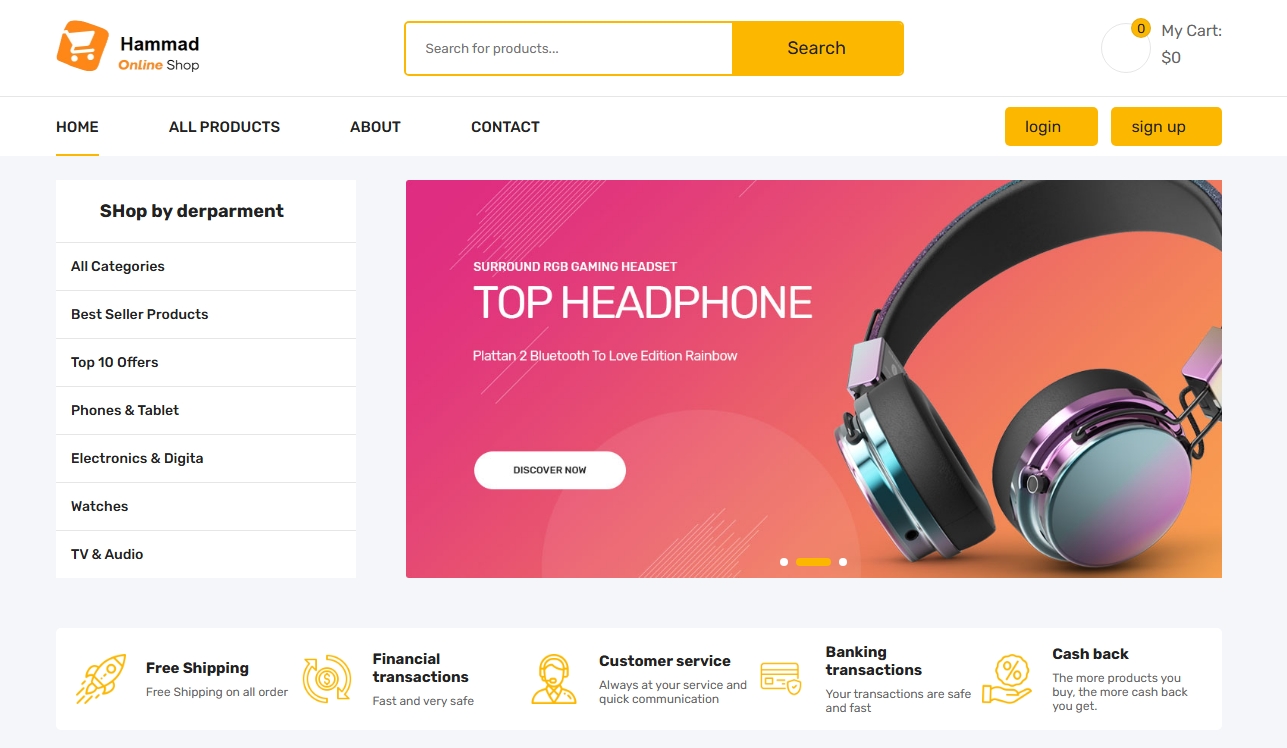 Hammad
Online Shop
Search for products...
Search
0
My Cart:
$0
HOME
ALL PRODUCTS
ABOUT
CONTACT
login
sign up
SHop by derparment
All Categories
Best Seller Products
Top 10 Offers
Phones & Tablet
Electronics & Digita
Watches
TV & Audio
SURROUND RGB GAMING HEADSET
TOP HEADPHONE
Plattan 2 Bluetooth To Love Edition Rainbow
DISCOVER NOW
Free Shipping
Free Shipping on all order
$
Financial
transactions
Fast and very safe
Customer service
Always at your service and
quick communication
Banking
transactions
Your transactions are safe
and fast
%
Cash back
The more products you
buy, the more cash back
you get.